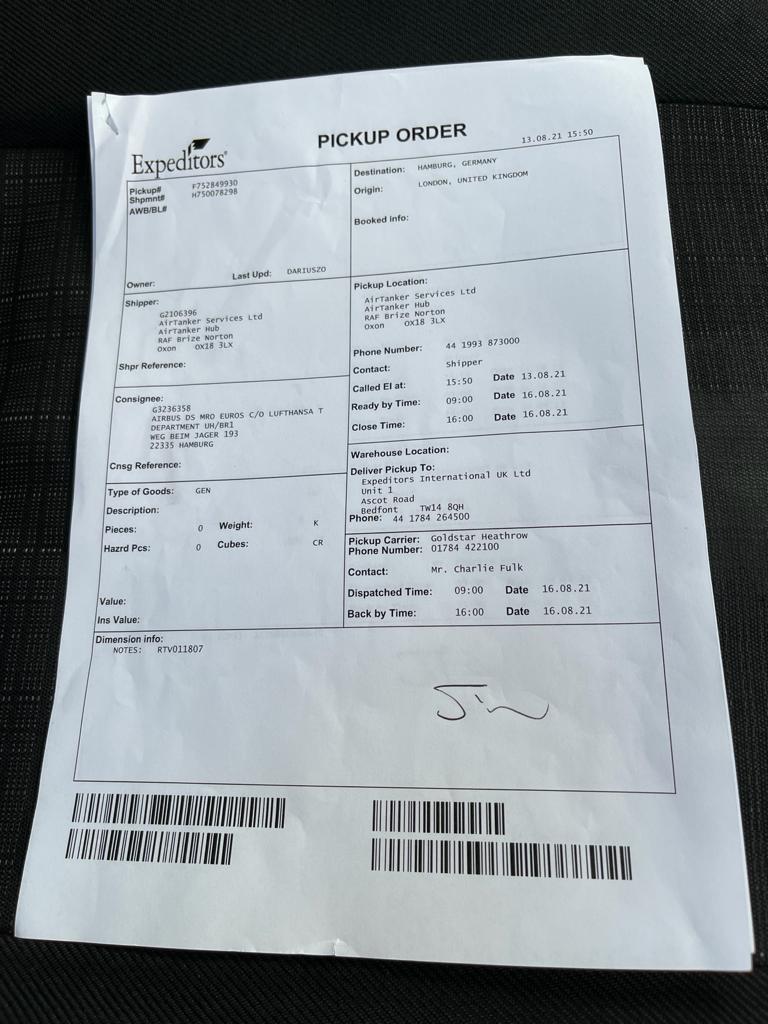 Expeditors
PICKUP ORDER
13.08.21 15:50
Pickup# F752849930
Shpmnt# H750078298
AWB/BL#
Owner: Last Upd: DARIUSZO
Destination: HAMBURG, GERMANY
Origin: LONDON, UNITED KINGDOM
Booked info:
Shipper:
G2106396
AirTanker Services Ltd
AirTanker Hub
RAF Brize Norton
Oxon OX18 3LX
Shpr Reference:
Pickup Location:
AirTanker Services Ltd
AirTanker Hub
RAF Brize Norton
Oxon OX18 3LX
Phone Number: 44 1993 873000
Contact: Shipper
Called EI at: 15:50 Date 13.08.21
Ready by Time: 09:00 Date 16.08.21
Close Time: 16:00 Date 16.08.21
Consignee:
G3236358
AIRBUS DS MRO EUROS C/O LUFTHANSA T
DEPARTMENT UH/BR1
WEG BEIM JAGER 193
22335 HAMBURG
Cnsg Reference:
Warehouse Location:
Deliver Pickup To:
Expeditors International UK Ltd
Unit 1
Ascot Road
Bedfont TW14 8QH
Phone: 44 1784 264500
Type of Goods: GEN
Description:
Pieces: 0 Weight: K
Hazrd Pcs: 0 Cubes: CR
Value:
Ins Value:
Pickup Carrier: Goldstar Heathrow
Phone Number: 01784 422100
Contact: Mr. Charlie Fulk
Dispatched Time: 09:00 Date 16.08.21
Back by Time: 16:00 Date 16.08.21
Dimension info:
NOTES: RTV011807